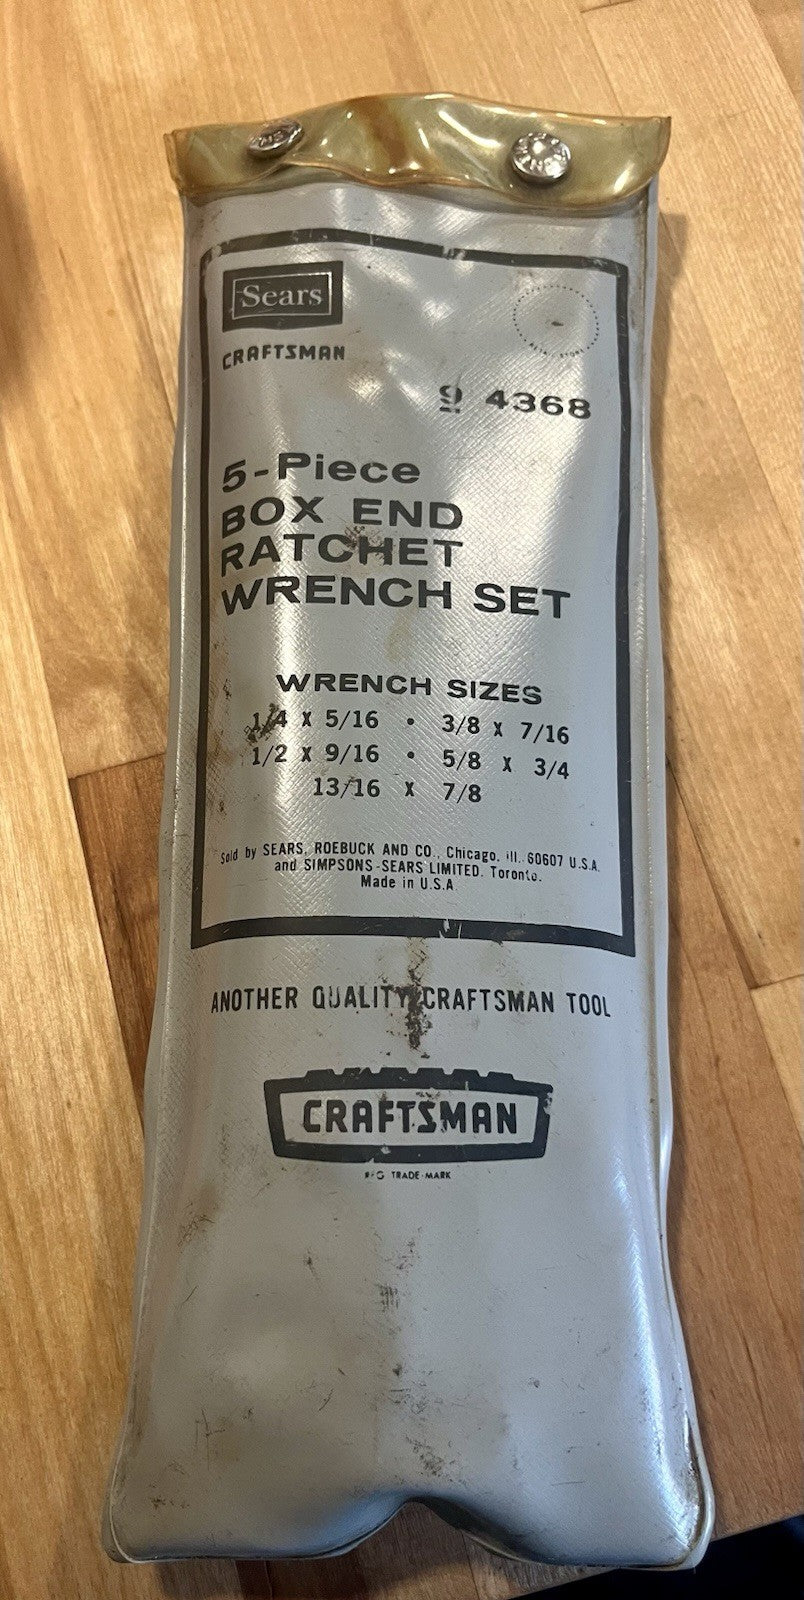 Sears
CRAFTSMAN
RETAIL STORE
9 4368
5-Piece
BOX END
RATCHET
WRENCH SET
WRENCH SIZES
1/4 X 5/16 • 3/8 X 7/16
1/2 X 9/16 • 5/8 X 3/4
13/16 X 7/8
Sold by SEARS, ROEBUCK AND CO., Chicago, Ill. 60607 U.S.A.
and SIMPSONS-SEARS LIMITED, Toronto.
Made in U.S.A
ANOTHER QUALITY CRAFTSMAN TOOL
CRAFTSMAN
REG TRADE-MARK